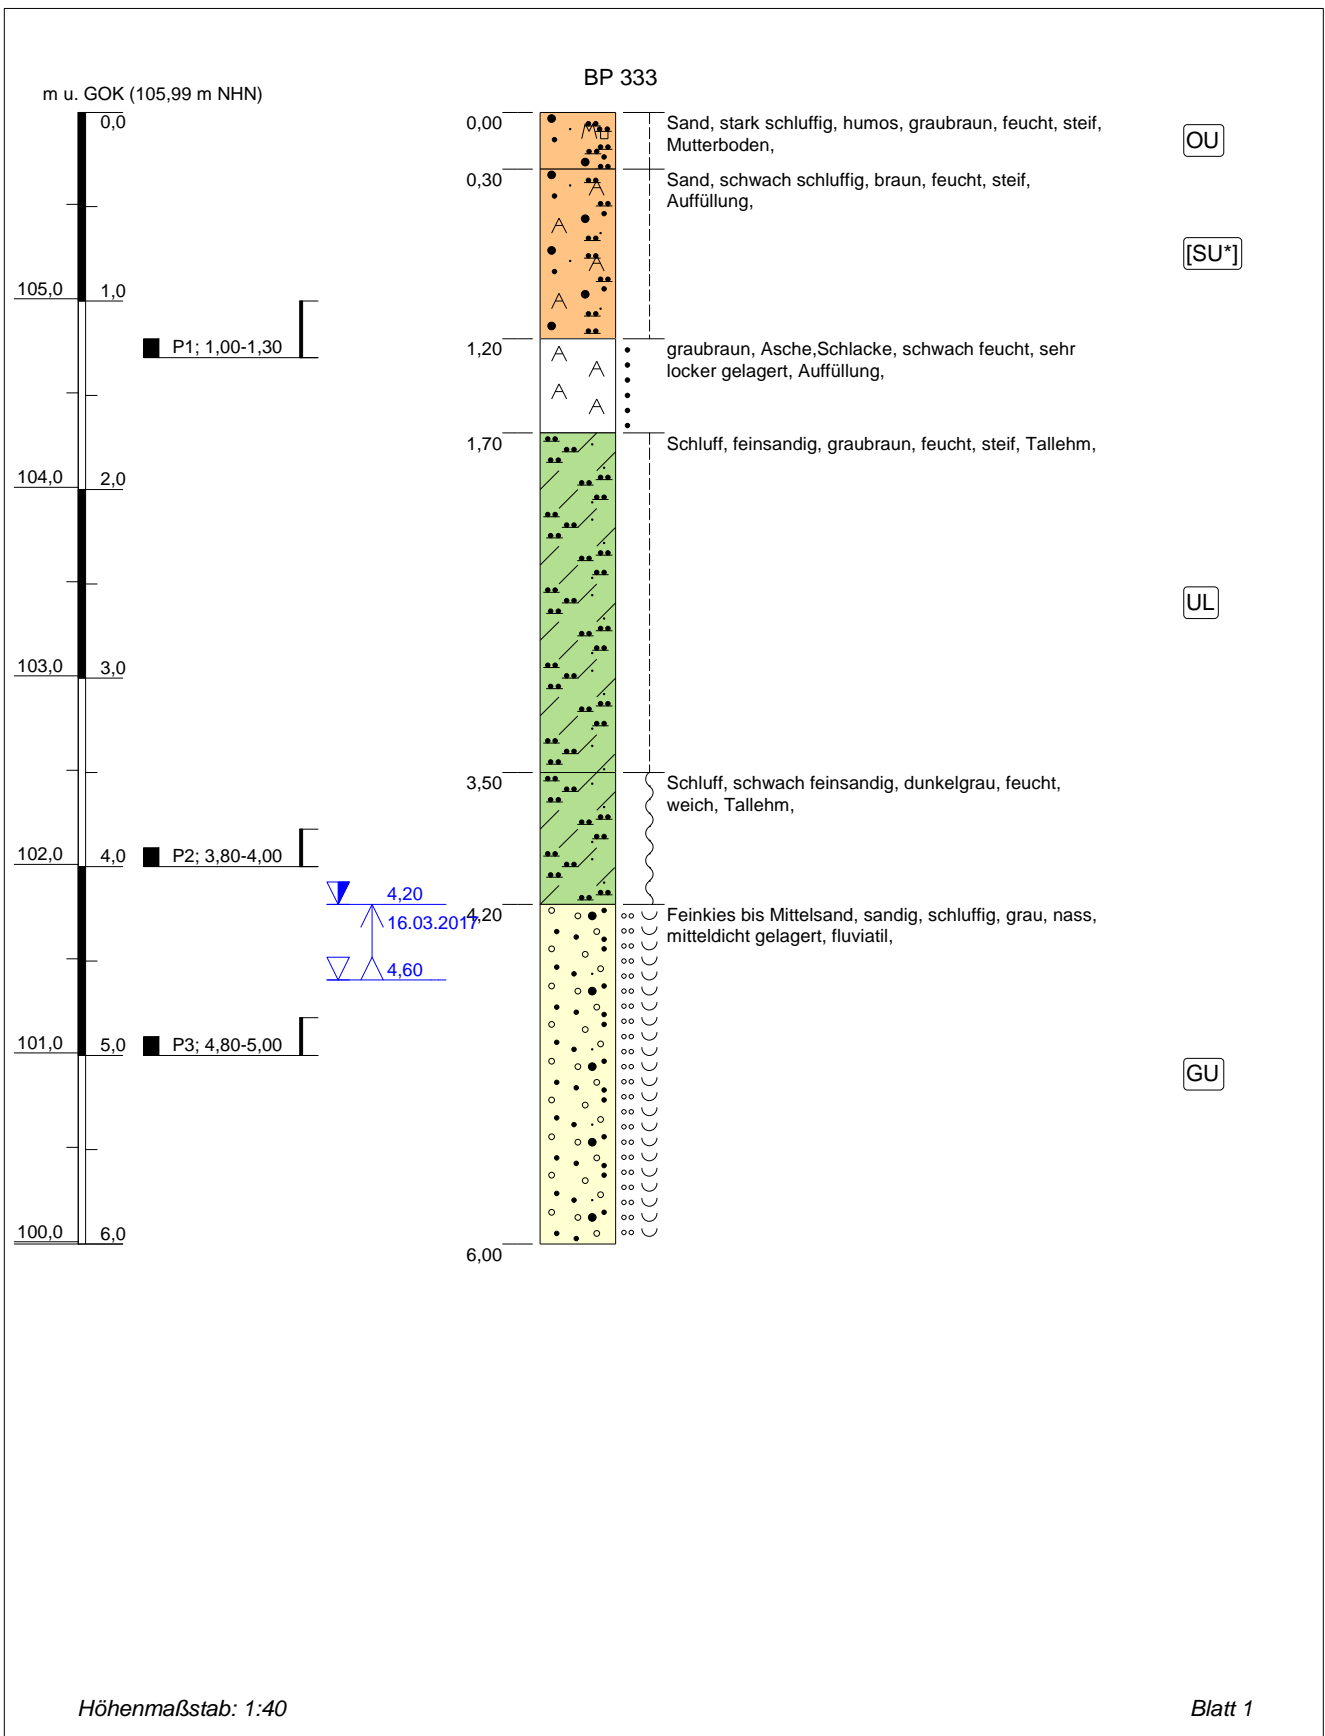 BP 333
m u. GOK (105,99 m NHN)
0,0
0,00
Sand, stark schluffig, humos, graubraun, feucht, steif,
Mutterboden,
OU
0,30
Sand, schwach schluffig, braun, feucht, steif,
Auffüllung,
[SU*]
105,0
1,0
P1; 1,00-1,30
1,20
graubraun, Asche,Schlacke, schwach feucht, sehr
locker gelagert, Auffüllung,
1,70
Schluff, feinsandig, graubraun, feucht, steif, Tallehm,
104,0
2,0
UL
103,0
3,0
3,50
Schluff, schwach feinsandig, dunkelgrau, feucht,
weich, Tallehm,
102,0
4,0
P2; 3,80-4,00
4,20
16.03.2017
4,20
Feinkies bis Mittelsand, sandig, schluffig, grau, nass,
mitteldicht gelagert, fluviatil,
4,60
101,0
5,0
P3; 4,80-5,00
GU
100,0
6,0
6,00
Höhenmaßstab: 1:40
Blatt 1